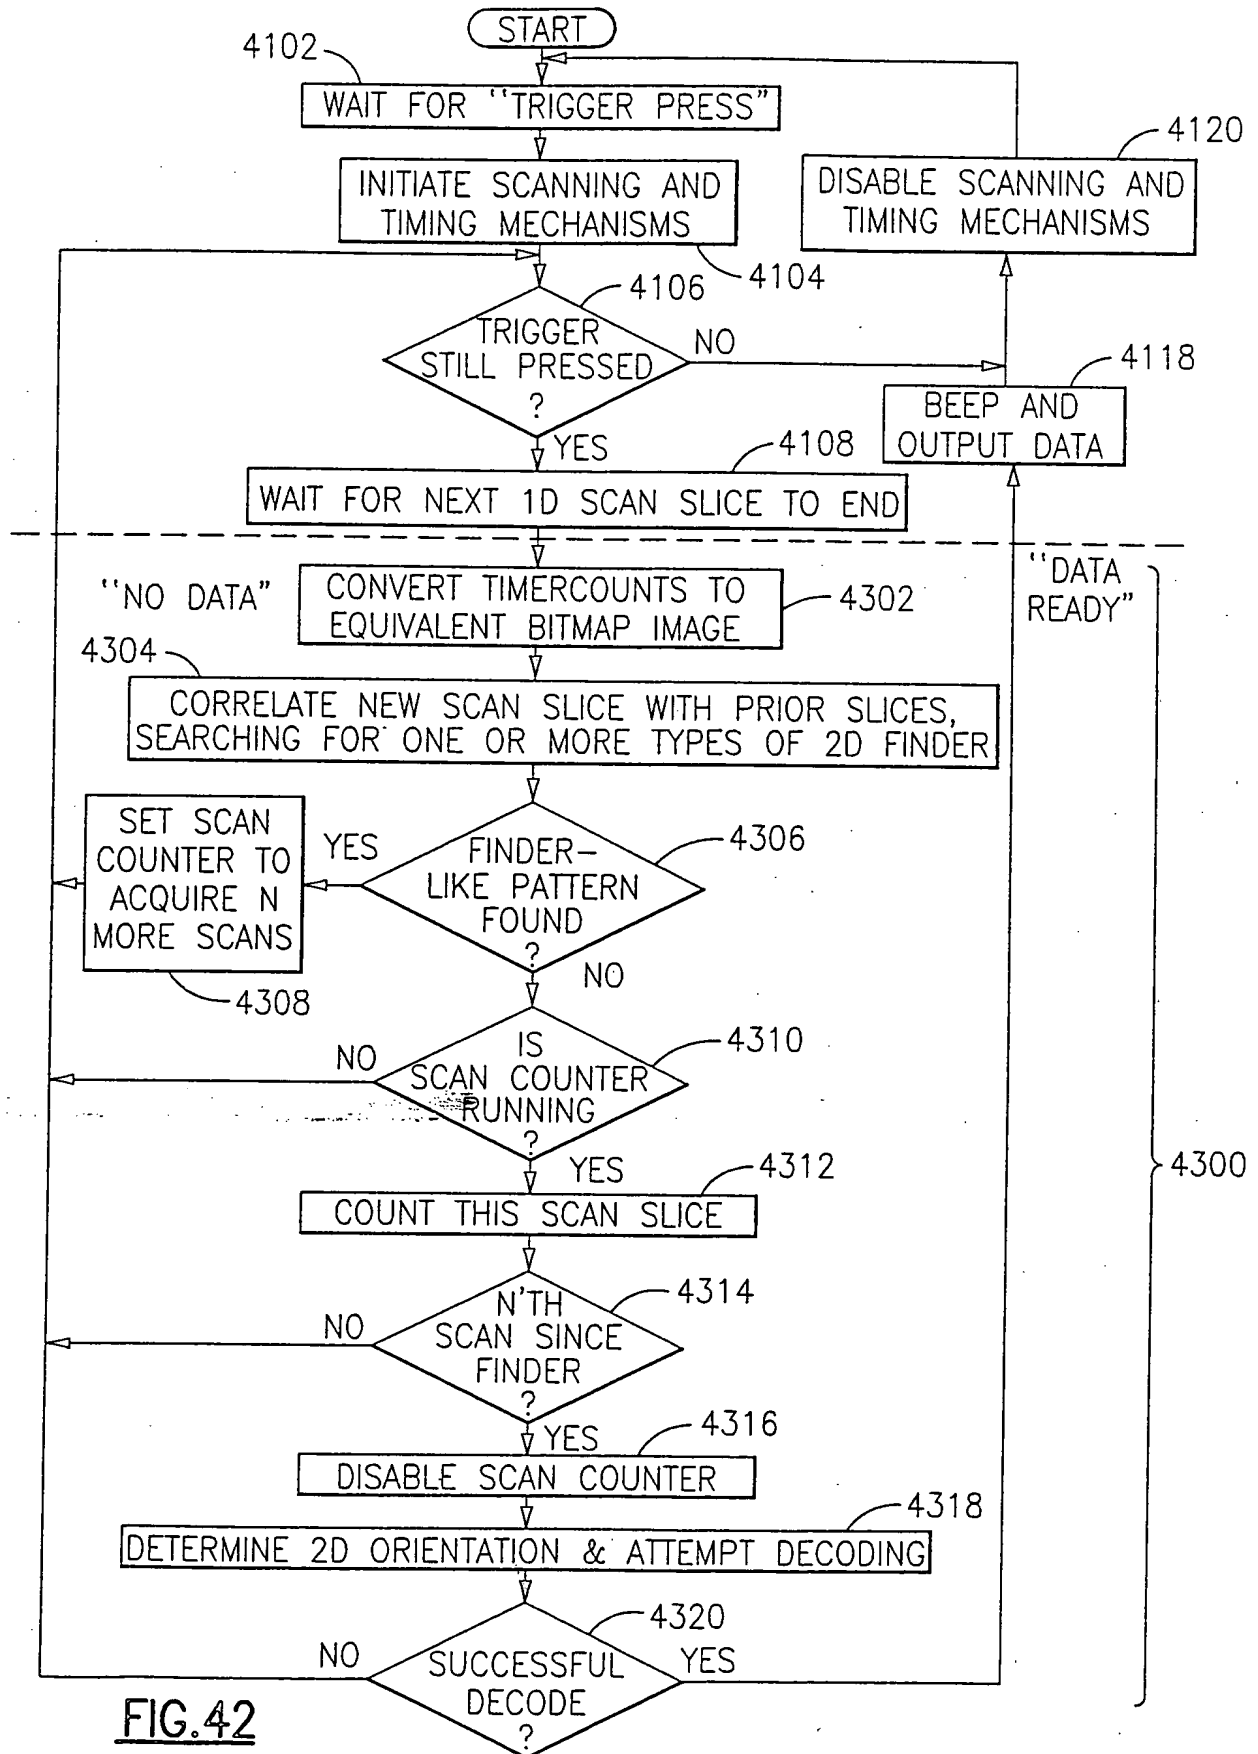 START
4102
WAIT FOR "TRIGGER PRESS"
4120
INITIATE SCANNING AND
TIMING MECHANISMS
DISABLE SCANNING AND
TIMING MECHANISMS
4104
4106
TRIGGER
STILL PRESSED
?
NO
4118
BEEP AND
OUTPUT DATA
YES
4108
WAIT FOR NEXT 1D SCAN SLICE TO END
"NO DATA"
"DATA
READY"
CONVERT TIMERCOUNTS TO
EQUIVALENT BITMAP IMAGE
4302
4304
CORRELATE NEW SCAN SLICE WITH PRIOR SLICES,
SEARCHING FOR ONE OR MORE TYPES OF 2D FINDER
SET SCAN
COUNTER TO
ACQUIRE N
MORE SCANS
YES
FINDER-
LIKE PATTERN
FOUND
?
4306
4308
NO
IS
SCAN COUNTER
RUNNING
?
4310
NO
YES
4312
4300
COUNT THIS SCAN SLICE
N'TH
SCAN SINCE
FINDER
?
4314
NO
YES
4316
DISABLE SCAN COUNTER
4318
DETERMINE 2D ORIENTATION & ATTEMPT DECODING
4320
NO
SUCCESSFUL
DECODE
?
YES
FIG.42